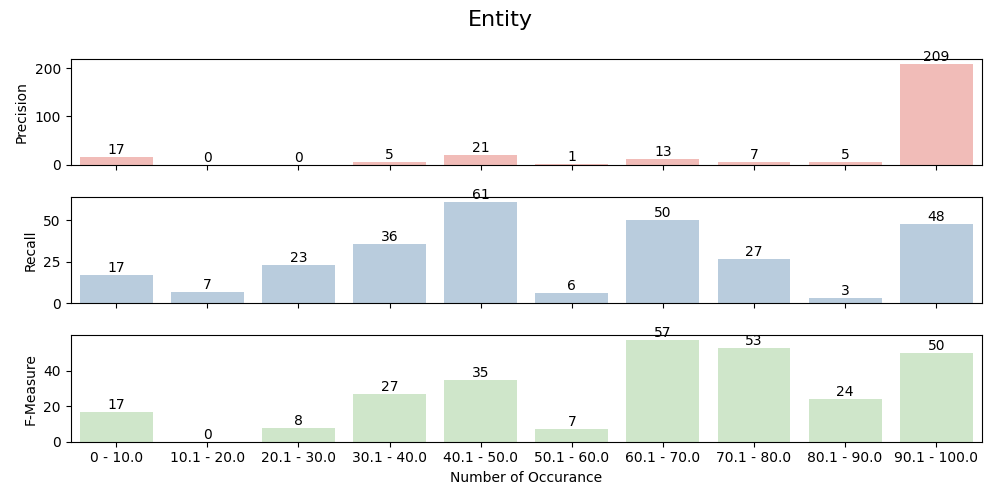 Entity
Precision
200
100
0
17 0 0 5 21 1 13 7 5 209
Recall
50
25
0
17 7 23 36 61 6 50 27 3 48
F-Measure
40
20
0
17 0 8 27 35 7 57 53 24 50
0 - 10.0 10.1 - 20.0 20.1 - 30.0 30.1 - 40.0 40.1 - 50.0 50.1 - 60.0 60.1 - 70.0 70.1 - 80.0 80.1 - 90.0 90.1 - 100.0
Number of Occurance